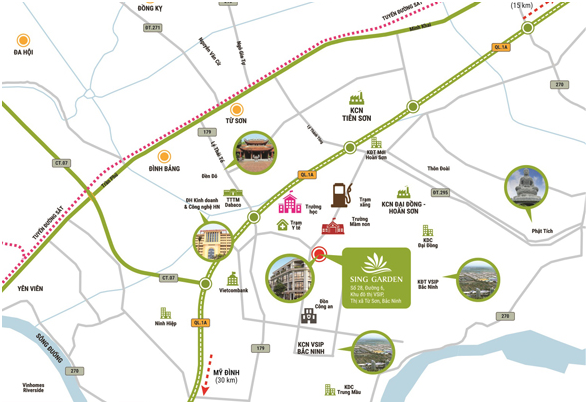 (15 km)
ĐỒNG KỴ
TUYẾN ĐƯỜNG SẮT
ĐT.271
Minh Khai
ĐA HỘI
Nguyễn Văn Cừ
Ngô Gia Tự
QL.1A
270
KCN
TIÊN SƠN
TỪ SƠN
179
Lý Thái Tổ
KĐT Mới
Hoàn Sơn
CT.07
ĐÌNH BẢNG
Đền Đô
Thôn Đoài
Trần Phú
QL.1A
ĐT.295
TTTM
Dabaco
Trường
học
Trạm
xăng
KCN ĐẠI ĐỒNG -
HOÀN SƠN
ĐH Kinh doanh
& Công nghệ HN
TUYẾN ĐƯỜNG SẮT
Trạm
Y tế
Trường
Mầm non
KDC
Đại Đồng
Phật Tích
SING GARDEN
Số 28, Đường 6,
Khu đô thị VSIP,
Thị xã Từ Sơn, Bắc Ninh
CT.07
YÊN VIÊN
Vietcombank
KĐT VSIP
Bắc Ninh
Đồn
Công an
Ninh Hiệp
QL.1A
270
SÔNG ĐUỐNG
179
KCN VSIP
BẮC NINH
270
MỸ ĐÌNH
(30 km)
Vinhomes
Riverside
KDC
Trung Mầu